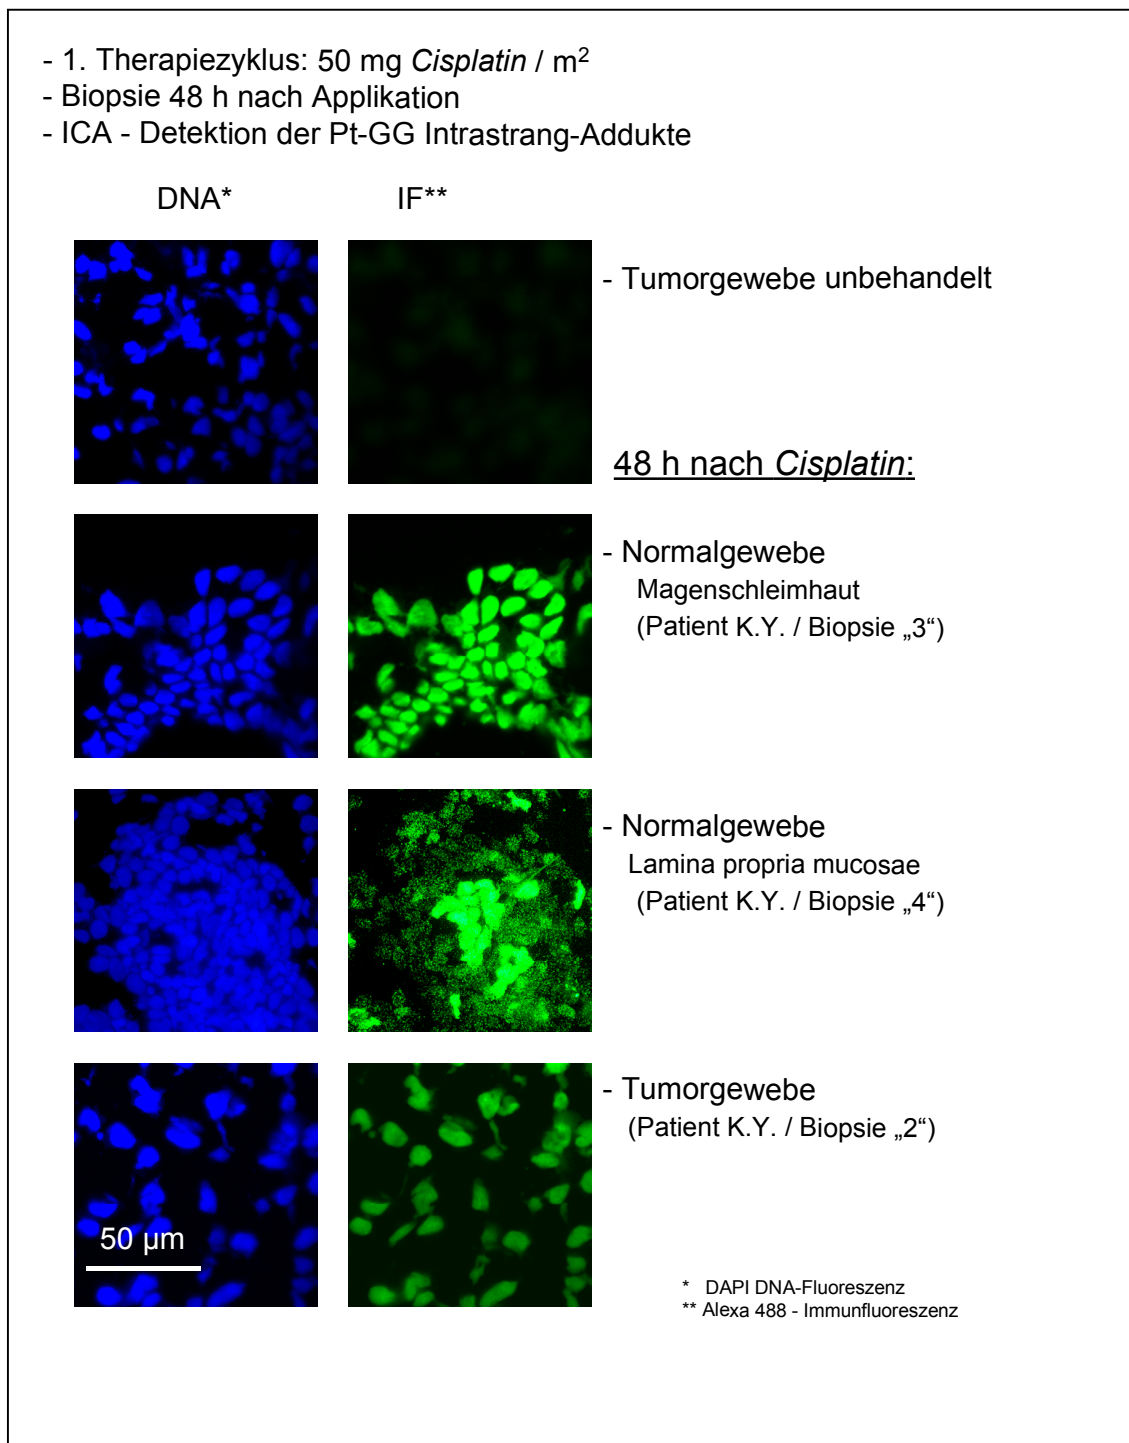 - 1. Therapiezyklus: 50 mg Cisplatin / m²
- Biopsie 48 h nach Applikation
- ICA - Detektion der Pt-GG Intrastrang-Addukte
DNA* IF**
- Tumorgewebe unbehandelt
48 h nach Cisplatin:
- Normalgewebe
Magenschleimhaut
(Patient K.Y. / Biopsie „3“)
- Normalgewebe
Lamina propria mucosae
(Patient K.Y. / Biopsie „4“)
- Tumorgewebe
(Patient K.Y. / Biopsie „2“)
50 µm
* DAPI DNA-Fluoreszenz
** Alexa 488 - Immunfluoreszenz